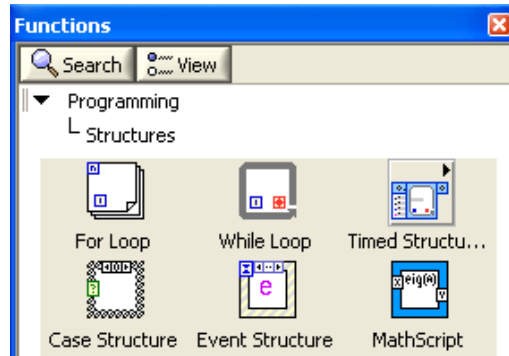 Functions
Search View
Programming
Structures
For Loop While Loop Timed Structu...
Case Structure Event Structure MathScript